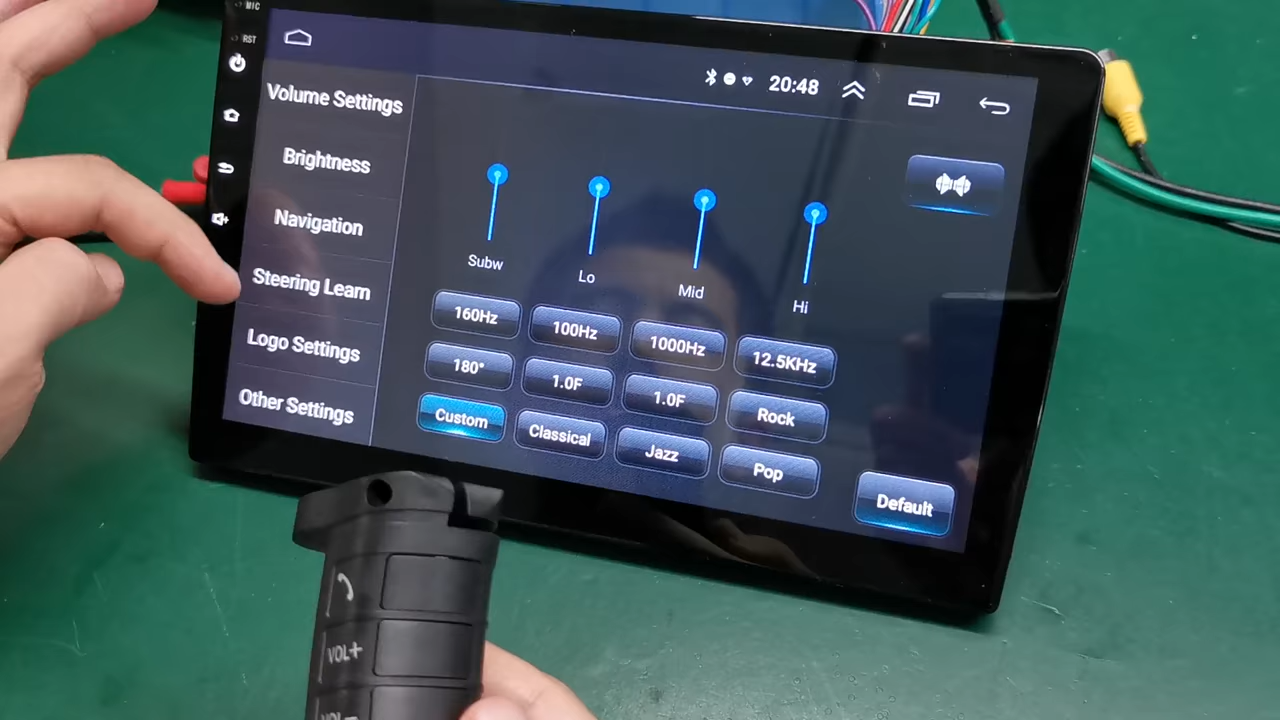 MIC
RST
20:48
Volume Settings
Brightness
Navigation
Steering Learn
Logo Settings
Other Settings
Subw
Lo
Mid
Hi
160Hz
100Hz
1000Hz
12.5KHz
180°
1.0F
1.0F
Rock
Custom
Classical
Jazz
Pop
Default
VOL+
VOL-